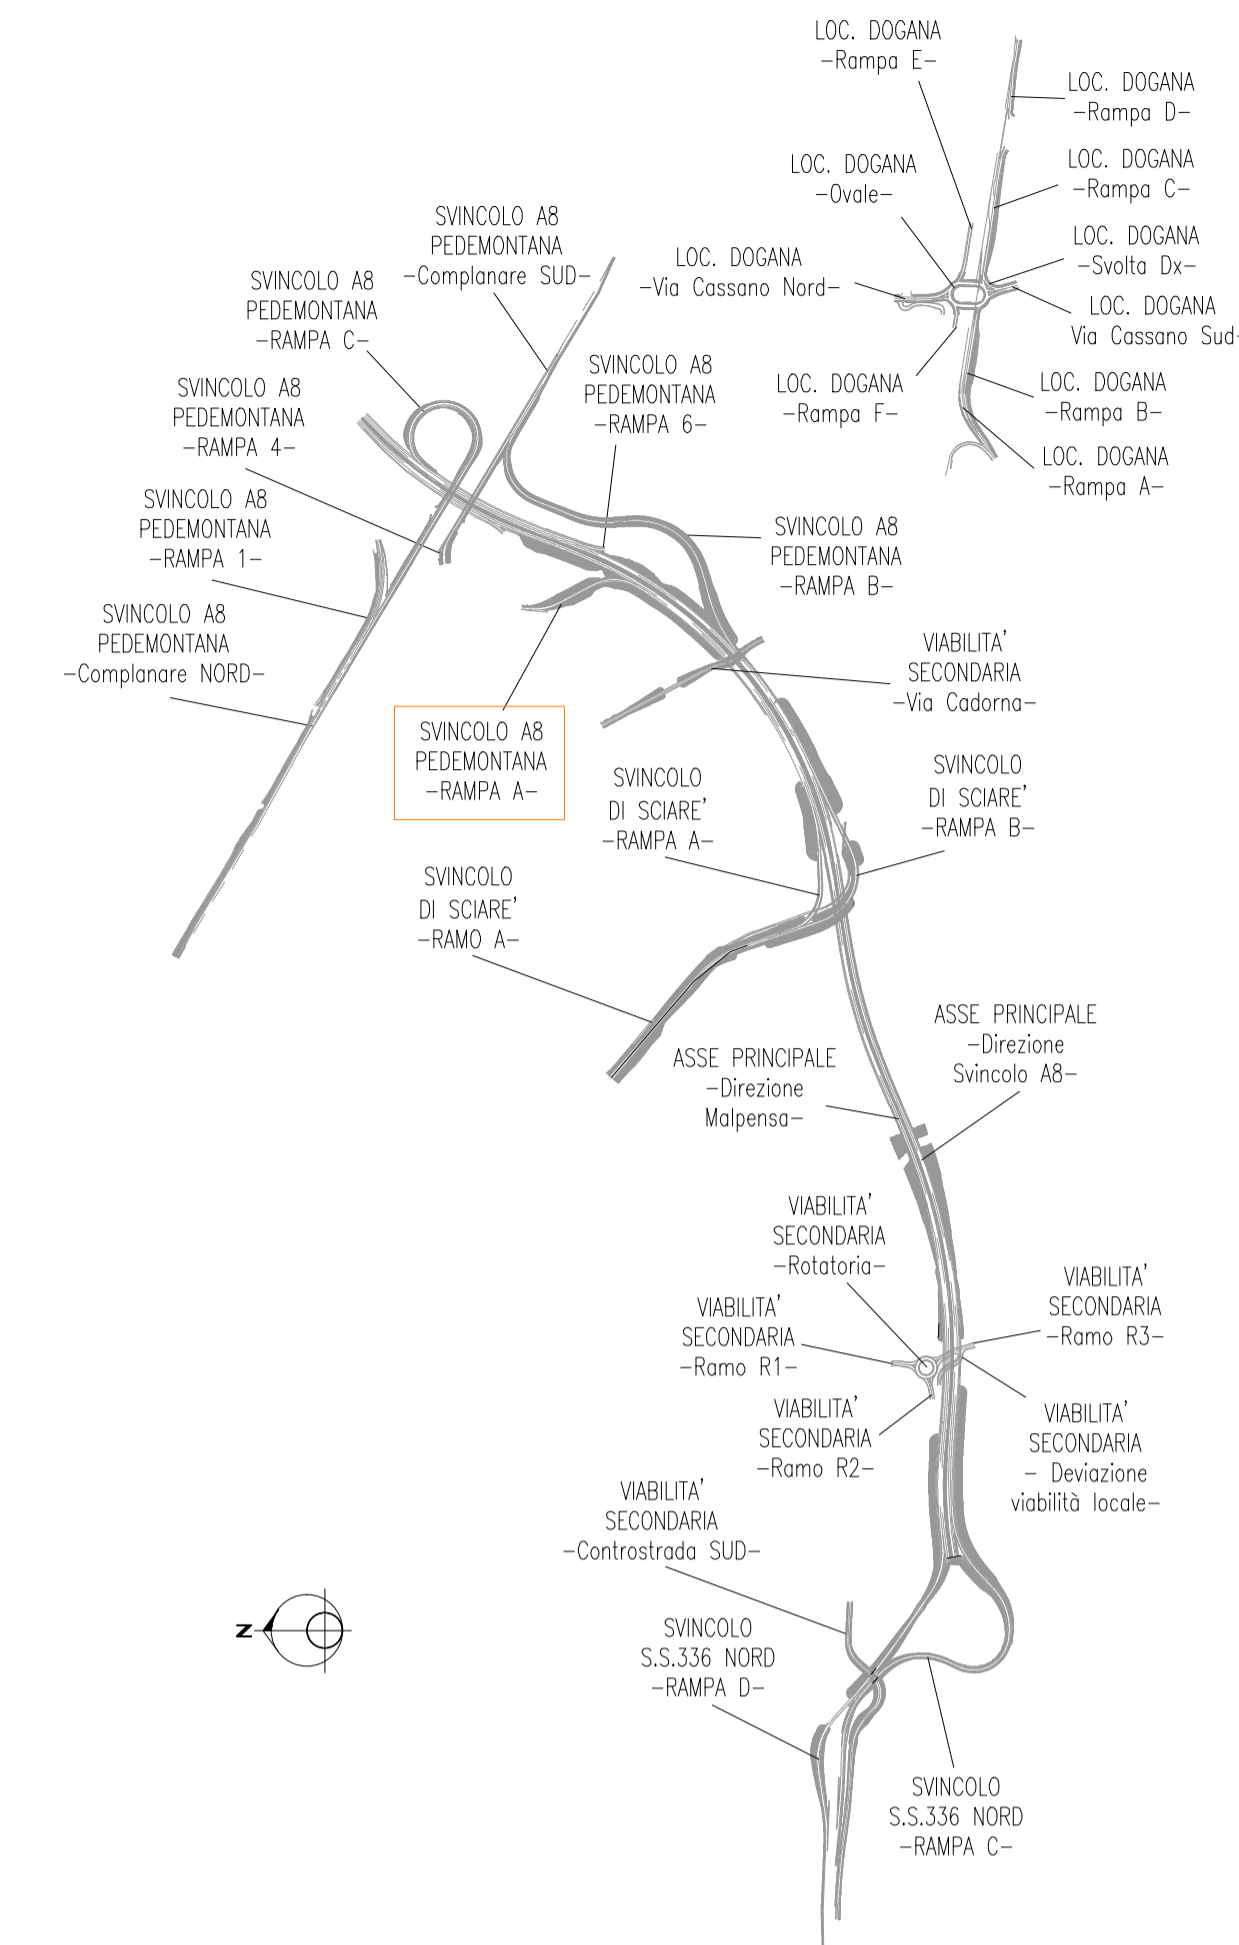 LOC. DOGANA
-Rampa E-
LOC. DOGANA
-Rampa D-
LOC. DOGANA
-Ovale-
LOC. DOGANA
-Rampa C-
SVINCOLO A8
PEDEMONTANA
-Complanare SUD-
LOC. DOGANA
-Svolta Dx-
LOC. DOGANA
-Via Cassano Nord-
SVINCOLO A8
PEDEMONTANA
-RAMPA C-
LOC. DOGANA
Via Cassano Sud-
SVINCOLO A8
PEDEMONTANA
-RAMPA 6-
SVINCOLO A8
PEDEMONTANA
-RAMPA 4-
LOC. DOGANA
-Rampa F-
LOC. DOGANA
-Rampa B-
LOC. DOGANA
-Rampa A-
SVINCOLO A8
PEDEMONTANA
-RAMPA 1-
SVINCOLO A8
PEDEMONTANA
-RAMPA B-
SVINCOLO A8
PEDEMONTANA
-Complanare NORD-
VIABILITA'
SECONDARIA
-Via Cadorna-
SVINCOLO A8
PEDEMONTANA
-RAMPA A-
SVINCOLO
DI SCIARE'
-RAMPA A-
SVINCOLO
DI SCIARE'
-RAMPA B-
SVINCOLO
DI SCIARE'
-RAMO A-
ASSE PRINCIPALE
-Direzione
Svincolo A8-
ASSE PRINCIPALE
-Direzione
Malpensa-
VIABILITA'
SECONDARIA
-Rotatoria-
VIABILITA'
SECONDARIA
-Ramo R3-
VIABILITA'
SECONDARIA
-Ramo R1-
VIABILITA'
SECONDARIA
-Ramo R2-
VIABILITA'
SECONDARIA
- Deviazione
viabilità locale-
VIABILITA'
SECONDARIA
-Controstrada SUD-
N
SVINCOLO
S.S.336 NORD
-RAMPA D-
SVINCOLO
S.S.336 NORD
-RAMPA C-